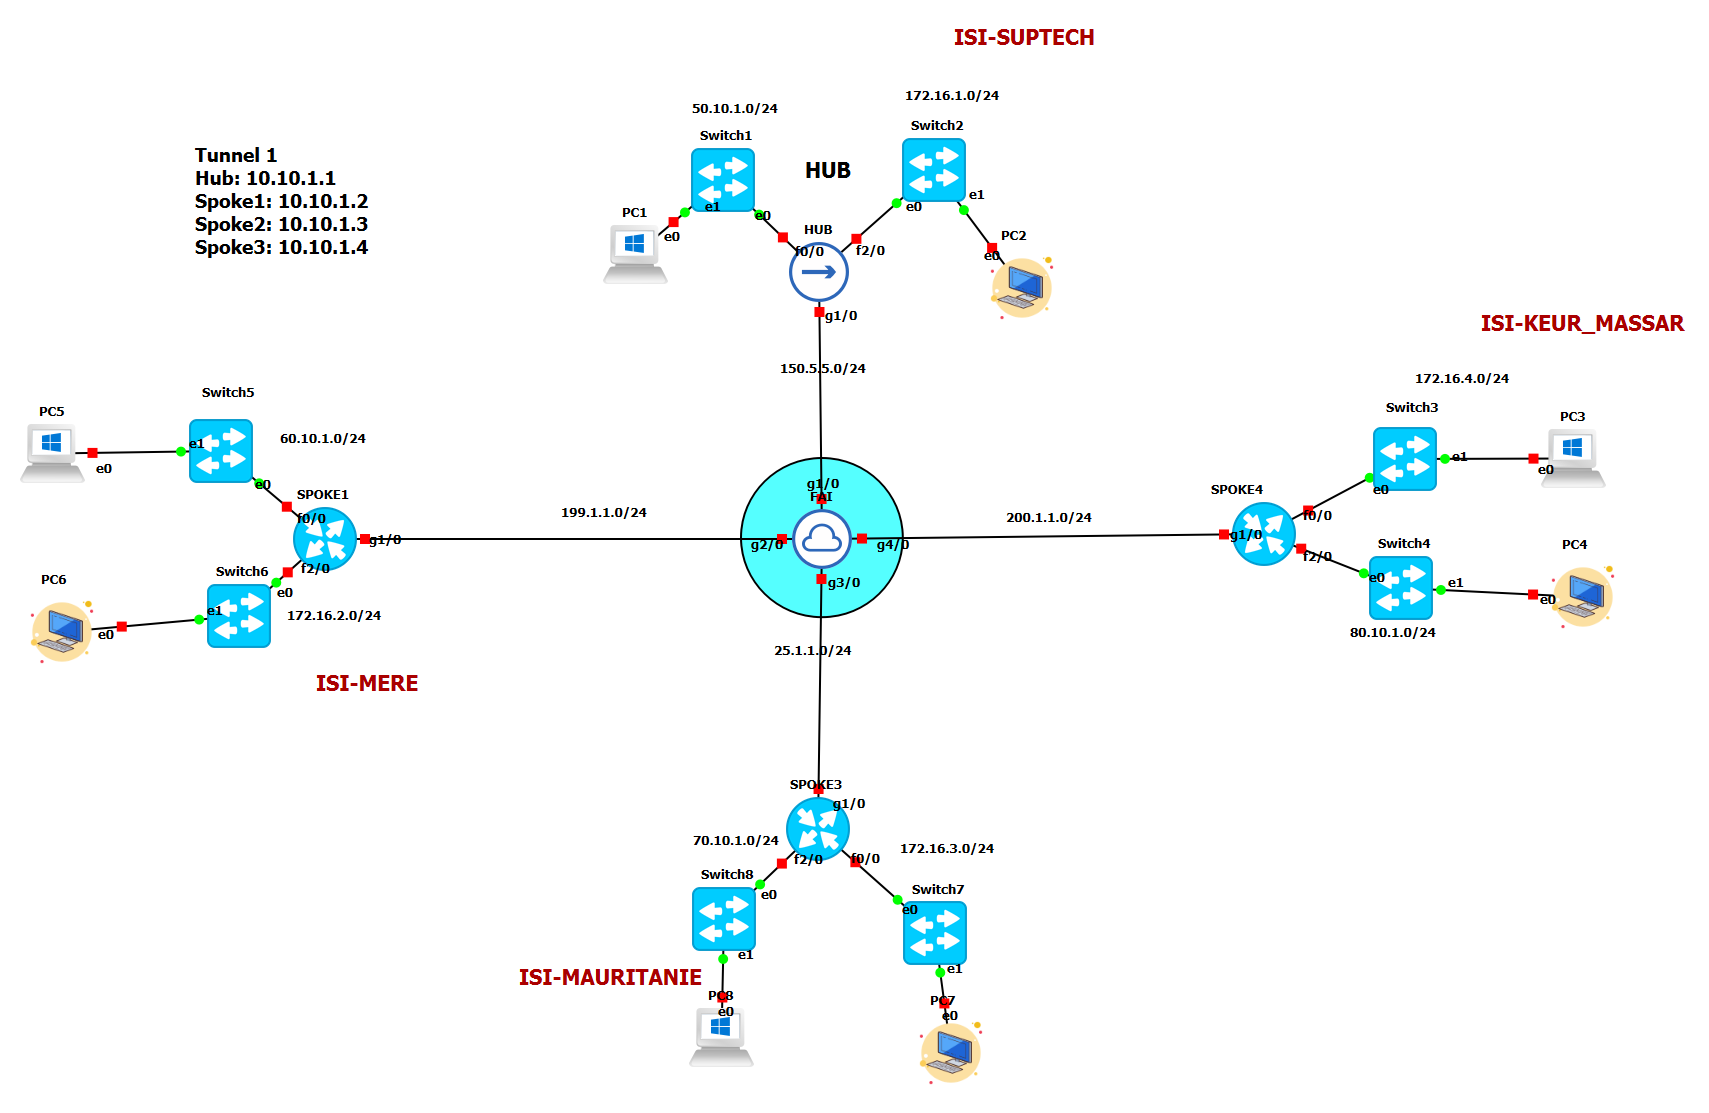 ISI-SUPTECH
50.10.1.0/24
172.16.1.0/24
Switch1
Switch2
Tunnel 1
Hub: 10.10.1.1
Spoke1: 10.10.1.2
Spoke2: 10.10.1.3
Spoke3: 10.10.1.4
HUB
e1
e0
e0
e1
PC1
e0
HUB
f0/0
f2/0
PC2
e0
g1/0
ISI-KEUR_MASSAR
150.5.5.0/24
172.16.4.0/24
Switch5
Switch3
PC5
PC3
e0
e1
60.10.1.0/24
e0
e1
e0
e0
SPOKE1
f0/0
g1/0
FAI
SPOKE4
f0/0
199.1.1.0/24
200.1.1.0/24
g1/0
g2/0
g4/0
g1/0
f2/0
Switch4
PC4
f2/0
Switch6
PC6
e0
e1
e0
g3/0
e0
e1
e0
172.16.2.0/24
80.10.1.0/24
25.1.1.0/24
ISI-MERE
SPOKE3
g1/0
70.10.1.0/24
172.16.3.0/24
f2/0
f0/0
Switch8
Switch7
e0
e0
e1
e1
ISI-MAURITANIE
PC8
e0
PC7
e0